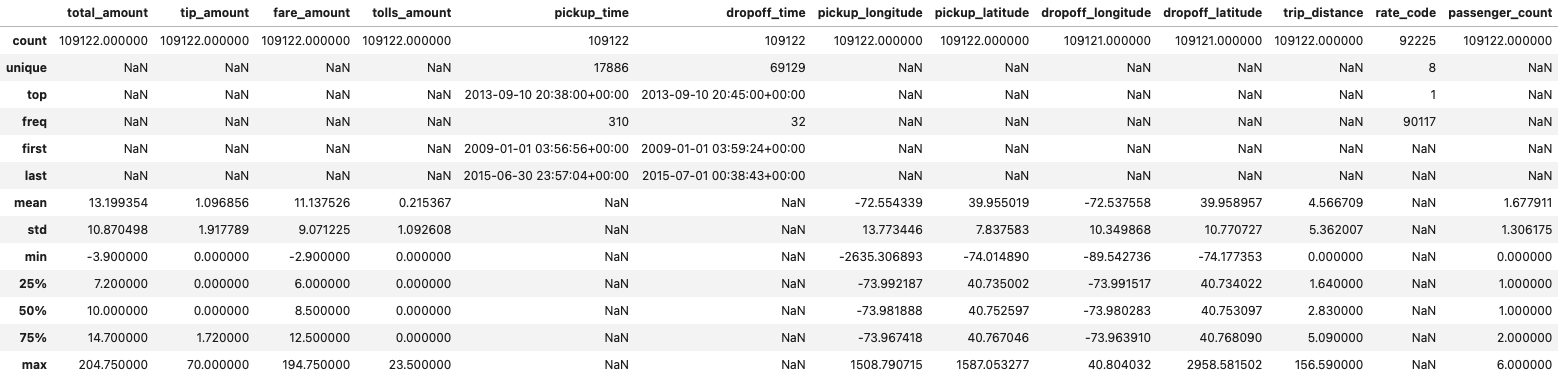 total_amount tip_amount fare_amount tolls_amount pickup_time dropoff_time pickup_longitude pickup_latitude dropoff_longitude dropoff_latitude trip_distance rate_code passenger_count
count 109122.000000 109122.000000 109122.000000 109122.000000 109122 109122 109122.000000 109122.000000 109121.000000 109121.000000 109122.000000 92225 109122.000000
unique NaN NaN NaN NaN 17886 69129 NaN NaN NaN NaN NaN 8 NaN
top NaN NaN NaN NaN 2013-09-10 20:38:00+00:00 2013-09-10 20:45:00+00:00 NaN NaN NaN NaN NaN 1 NaN
freq NaN NaN NaN NaN 310 32 NaN NaN NaN NaN NaN 90117 NaN
first NaN NaN NaN NaN 2009-01-01 03:56:56+00:00 2009-01-01 03:59:24+00:00 NaN NaN NaN NaN NaN NaN NaN
last NaN NaN NaN NaN 2015-06-30 23:57:04+00:00 2015-07-01 00:38:43+00:00 NaN NaN NaN NaN NaN NaN NaN
mean 13.199354 1.096856 11.137526 0.215367 NaN NaN -72.554339 39.955019 -72.537558 39.958957 4.566709 NaN 1.677911
std 10.870498 1.917789 9.071225 1.092608 NaN NaN 13.773446 7.837583 10.349868 10.770727 5.362007 NaN 1.306175
min -3.900000 0.000000 -2.900000 0.000000 NaN NaN -2635.306893 -74.014890 -89.542736 -74.177353 0.000000 NaN 0.000000
25% 7.200000 0.000000 6.000000 0.000000 NaN NaN -73.992187 40.735002 -73.991517 40.734022 1.640000 NaN 1.000000
50% 10.000000 0.000000 8.500000 0.000000 NaN NaN -73.981888 40.752597 -73.980283 40.753097 2.830000 NaN 1.000000
75% 14.700000 1.720000 12.500000 0.000000 NaN NaN -73.967418 40.767046 -73.963910 40.768090 5.090000 NaN 2.000000
max 204.750000 70.000000 194.750000 23.500000 NaN NaN 1508.790715 1587.053277 40.804032 2958.581502 156.590000 NaN 6.000000